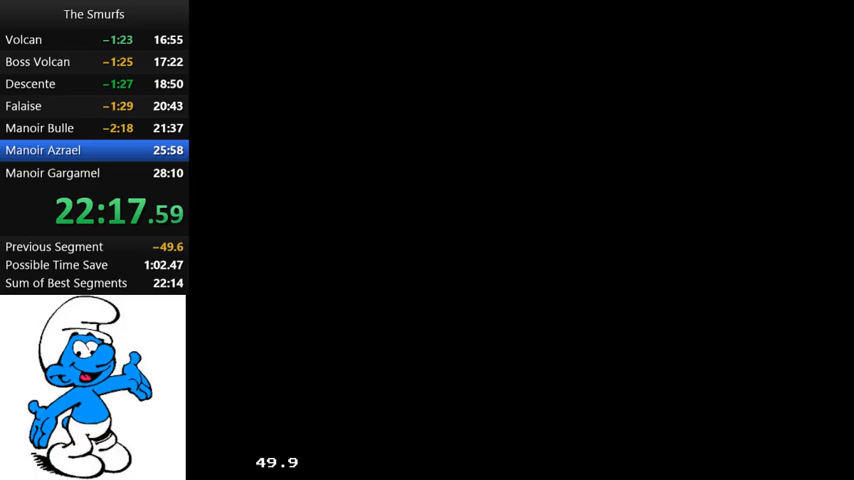 The Smurfs
Volcan −1:23 16:55
Boss Volcan −1:25 17:22
Descente −1:27 18:50
Falaise −1:29 20:43
Manoir Bulle −2:18 21:37
Manoir Azrael 25:58
Manoir Gargamel 28:10
22:17.59
Previous Segment −49.6
Possible Time Save 1:02.47
Sum of Best Segments 22:14
49.9